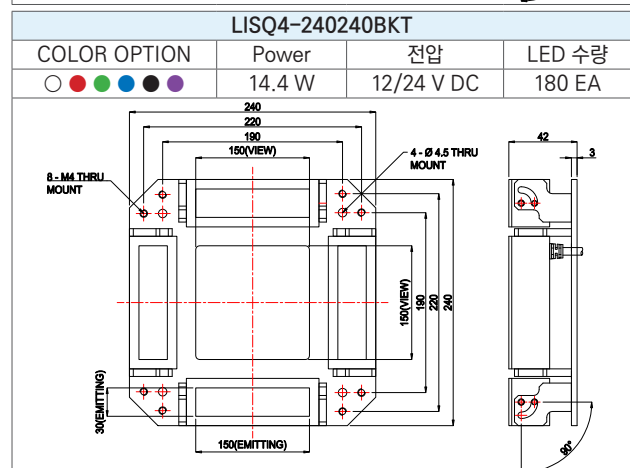 LISQ4-240240BKT
COLOR OPTION Power 전압 LED 수량
14.4 W 12/24 V DC 180 EA
240
220
190
150(VIEW)
8 - M4 THRU
MOUNT
4 - Ø 4.5 THRU
MOUNT
42
3
150(VIEW)
190
220
240
30(EMITTING)
150(EMITTING)
90°